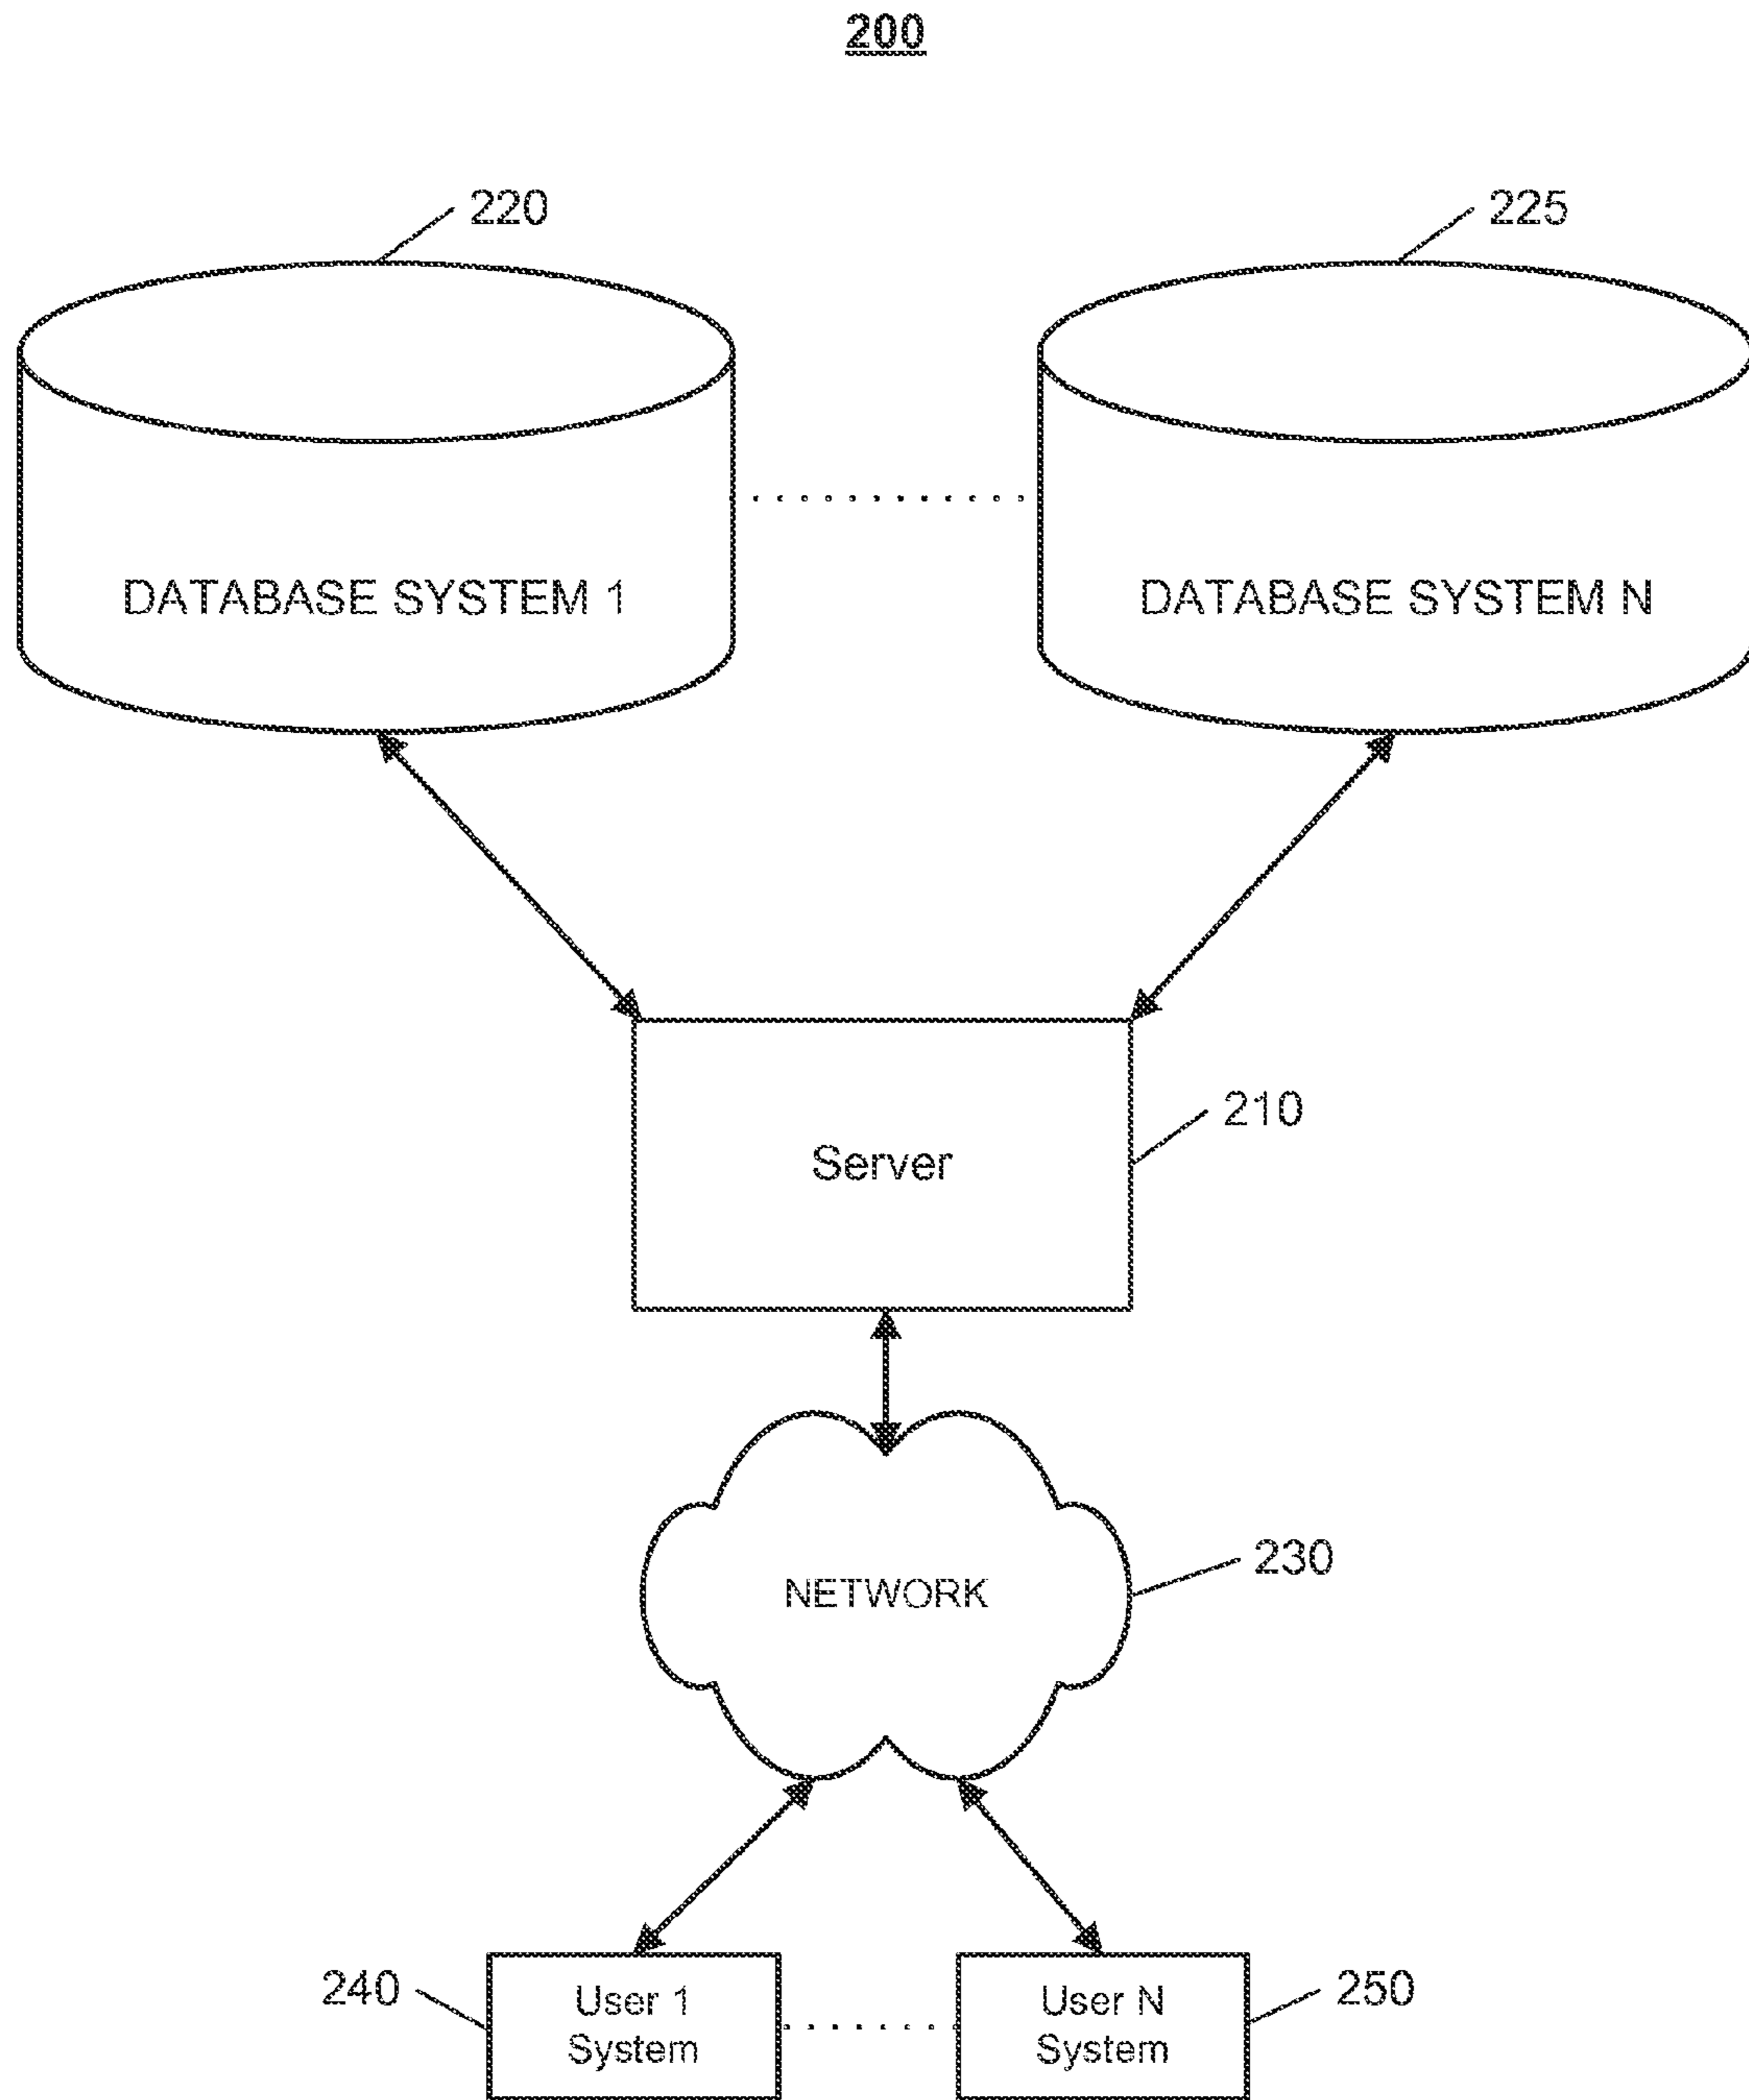 200
220
225
DATABASE SYSTEM 1
DATABASE SYSTEM N
Server
210
NETWORK
230
240
User 1
System
User N
System
250